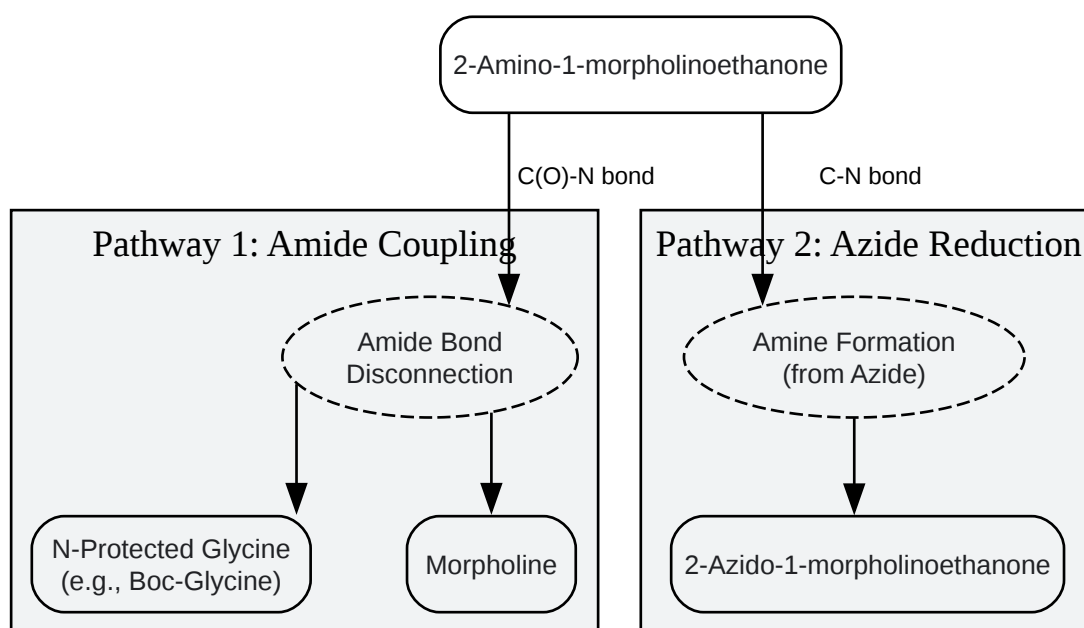 2-Amino-1-morpholinoethanone
C(O)-N bond
C-N bond
Pathway 1: Amide Coupling
Pathway 2: Azide Reduction
Amide Bond
Disconnection
Amine Formation
(from Azide)
N-Protected Glycine
(e.g., Boc-Glycine)
Morpholine
2-Azido-1-morpholinoethanone